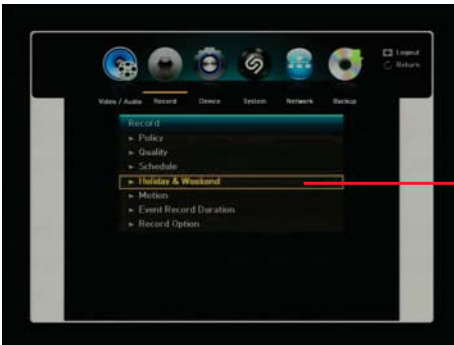 Logout
Return
Video / Audio Record Device System Network Backup
Record
► Policy
► Quality
► Schedule
► Holiday & Weekend
► Motion
► Event Record Duration
► Record Option